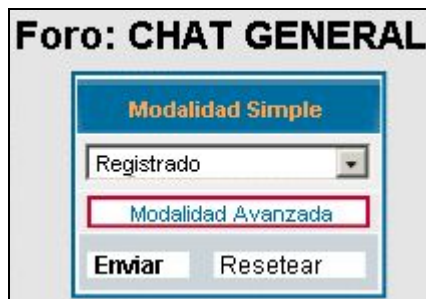 Foro: CHAT GENERAL
Modalidad Simple
Registrado
Modalidad Avanzada
Enviar Resetear